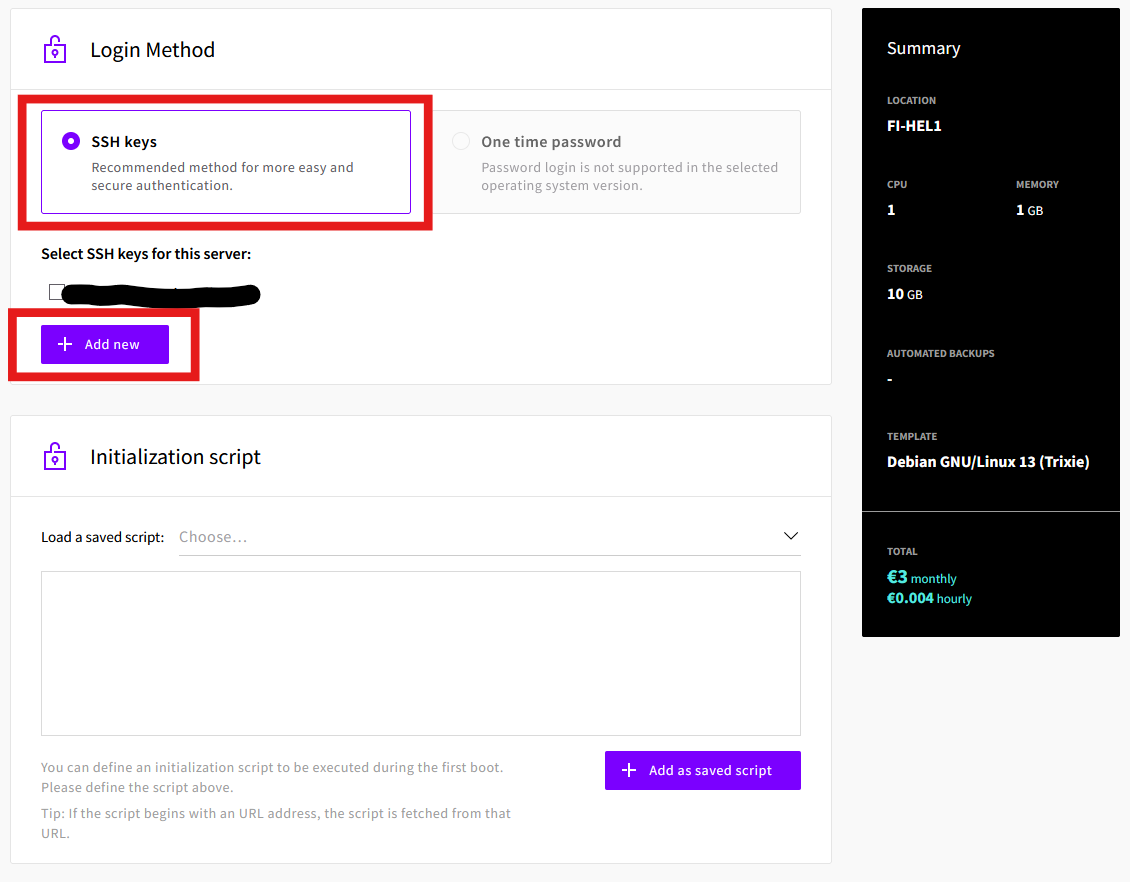 Login Method
SSH keys
Recommended method for more easy and
secure authentication.
One time password
Password login is not supported in the selected
operating system version.
Select SSH keys for this server:
Add new
Initialization script
Load a saved script:
Choose...
You can define an initialization script to be executed during the first boot.
Please define the script above.
Tip: If the script begins with an URL address, the script is fetched from that
URL.
Add as saved script
Summary
LOCATION
FI-HEL1
CPU
MEMORY
1
1 GB
STORAGE
10 GB
AUTOMATED BACKUPS
-
TEMPLATE
Debian GNU/Linux 13 (Trixie)
TOTAL
€3 monthly
€0.004 hourly